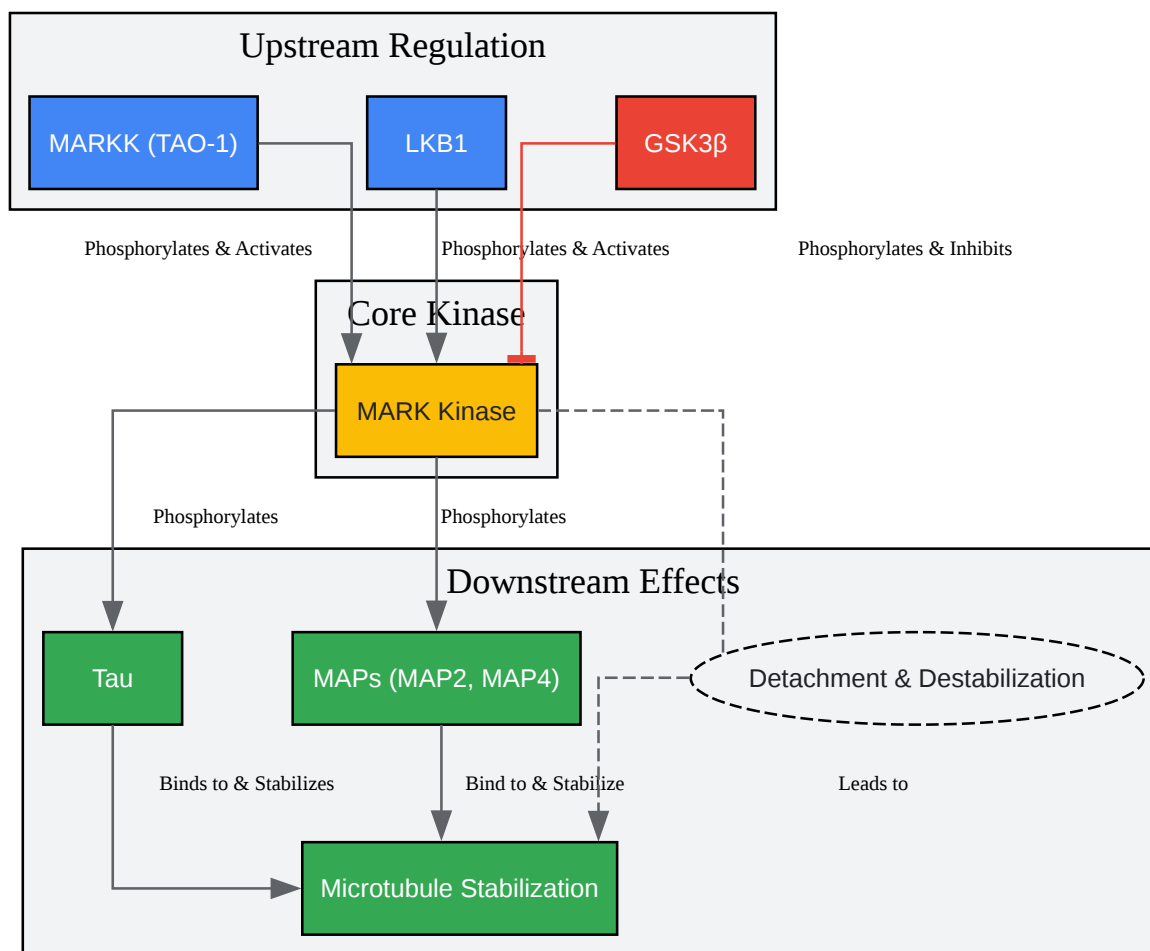 Upstream Regulation
MARKK (TAO-1)
LKB1
GSK3β
Phosphorylates & Activates
Phosphorylates & Activates
Phosphorylates & Inhibits
Core Kinase
MARK Kinase
Phosphorylates
Phosphorylates
Downstream Effects
Tau
MAPs (MAP2, MAP4)
Detachment & Destabilization
Binds to & Stabilizes
Bind to & Stabilize
Leads to
Microtubule Stabilization